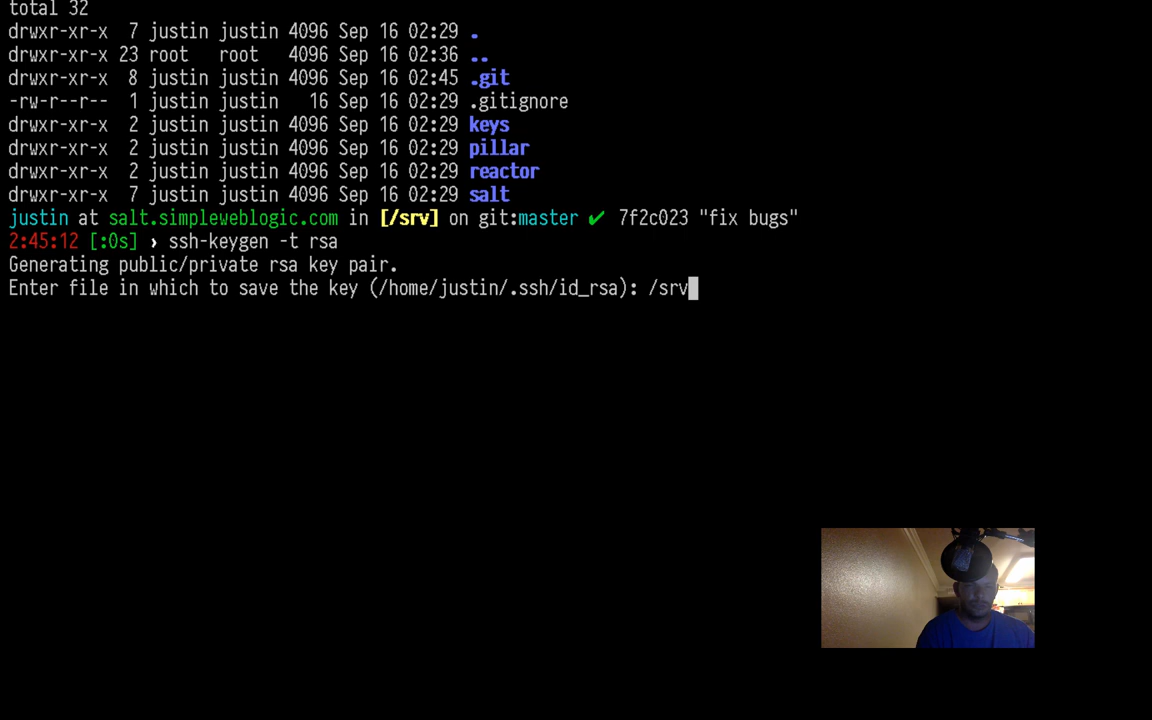 total 32
drwxr-xr-x  7 justin justin 4096 Sep 16 02:29 .
drwxr-xr-x 23 root   root   4096 Sep 16 02:36 ..
drwxr-xr-x  8 justin justin 4096 Sep 16 02:45 .git
-rw-r--r--  1 justin justin   16 Sep 16 02:29 .gitignore
drwxr-xr-x  2 justin justin 4096 Sep 16 02:29 keys
drwxr-xr-x  2 justin justin 4096 Sep 16 02:29 pillar
drwxr-xr-x  2 justin justin 4096 Sep 16 02:29 reactor
drwxr-xr-x  7 justin justin 4096 Sep 16 02:29 salt
justin at salt.simpleweblogic.com in [/srv] on git:master ✔ 7f2c023 "fix bugs"
2:45:12 [:0s] › ssh-keygen -t rsa
Generating public/private rsa key pair.
Enter file in which to save the key (/home/justin/.ssh/id_rsa): /srv